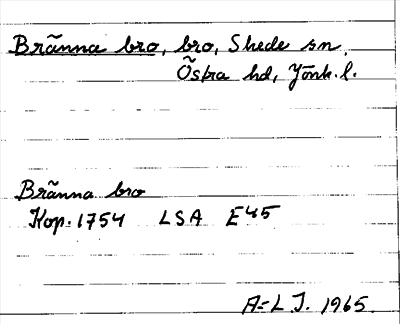 Bränna bro, bro, Skede sn,
Östra hd, Jönk. l.
Bränna bro
Kop. 1754 LSA E45
A-L J. 1965.